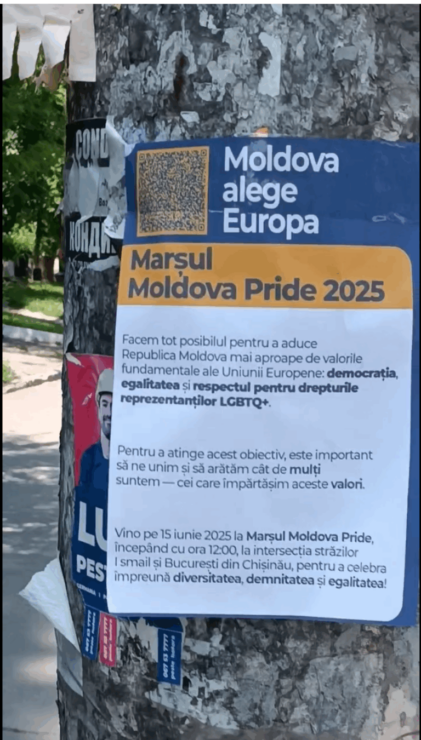 COND
КОНДИ
Moldova
alege
Europa
Marșul
Moldova Pride 2025
Facem tot posibilul pentru a aduce
Republica Moldova mai aproape de valorile
fundamentale ale Uniunii Europene: democrația,
egalitatea și respectul pentru drepturile
reprezentanților LGBTQ+.
Pentru a atinge acest obiectiv, este important
să ne unim și să arătăm cât de mulți
suntem — cei care împărtășim aceste valori.
Vino pe 15 iunie 2025 la Marșul Moldova Pride,
începând cu ora 12:00, la intersecția străzilor
I smail și București din Chișinău, pentru a celebra
împreună diversitatea, demnitatea și egalitatea!
LU
PES